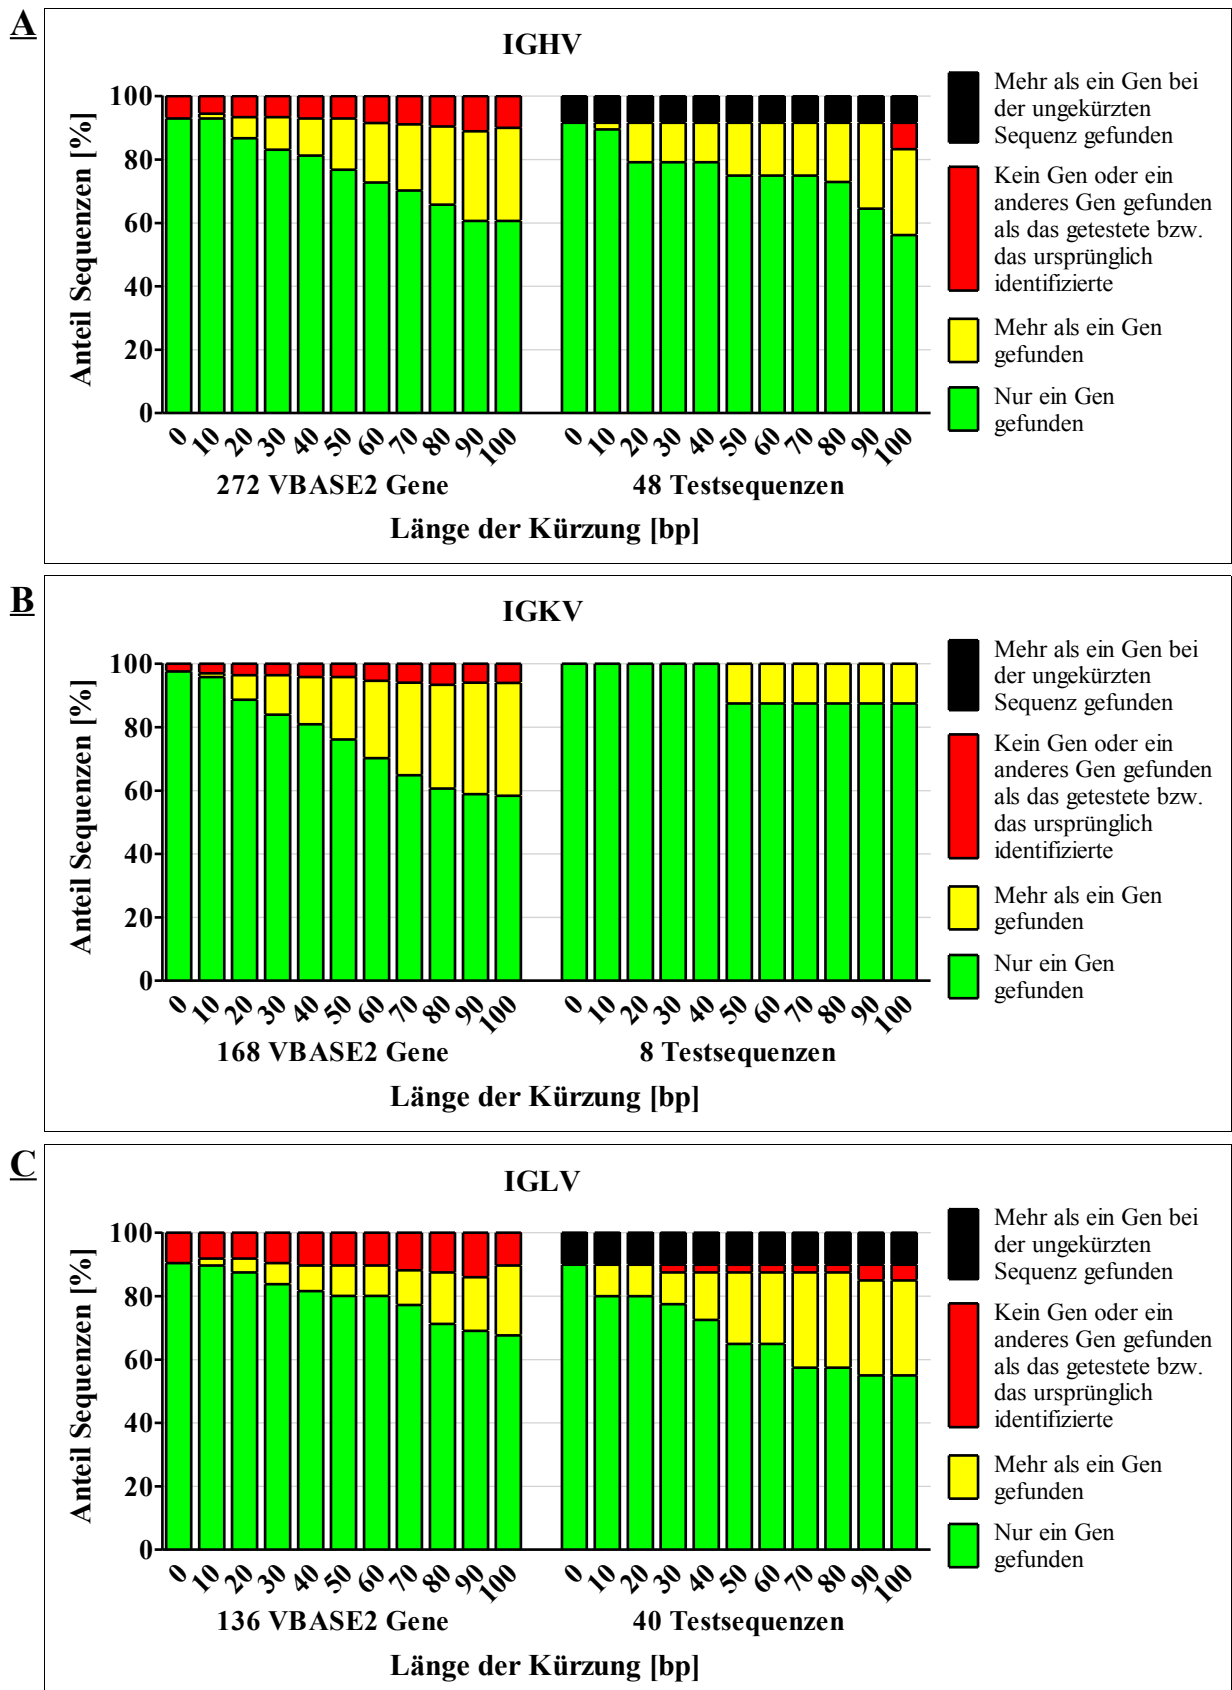 A
IGHV
Anteil Sequenzen [%]
100
80
60
40
20
0
0 10 20 30 40 50 60 70 80 90 100
0 10 20 30 40 50 60 70 80 90 100
272 VBASE2 Gene
48 Testsequenzen
Länge der Kürzung [bp]
Mehr als ein Gen bei
der ungekürzten
Sequenz gefunden
Kein Gen oder ein
anderes Gen gefunden
als das getestete bzw.
das ursprünglich
identifizierte
Mehr als ein Gen
gefunden
Nur ein Gen
gefunden
B
IGKV
Anteil Sequenzen [%]
100
80
60
40
20
0
0 10 20 30 40 50 60 70 80 90 100
0 10 20 30 40 50 60 70 80 90 100
168 VBASE2 Gene
8 Testsequenzen
Länge der Kürzung [bp]
Mehr als ein Gen bei
der ungekürzten
Sequenz gefunden
Kein Gen oder ein
anderes Gen gefunden
als das getestete bzw.
das ursprünglich
identifizierte
Mehr als ein Gen
gefunden
Nur ein Gen
gefunden
C
IGLV
Anteil Sequenzen [%]
100
80
60
40
20
0
0 10 20 30 40 50 60 70 80 90 100
0 10 20 30 40 50 60 70 80 90 100
136 VBASE2 Gene
40 Testsequenzen
Länge der Kürzung [bp]
Mehr als ein Gen bei
der ungekürzten
Sequenz gefunden
Kein Gen oder ein
anderes Gen gefunden
als das getestete bzw.
das ursprünglich
identifizierte
Mehr als ein Gen
gefunden
Nur ein Gen
gefunden